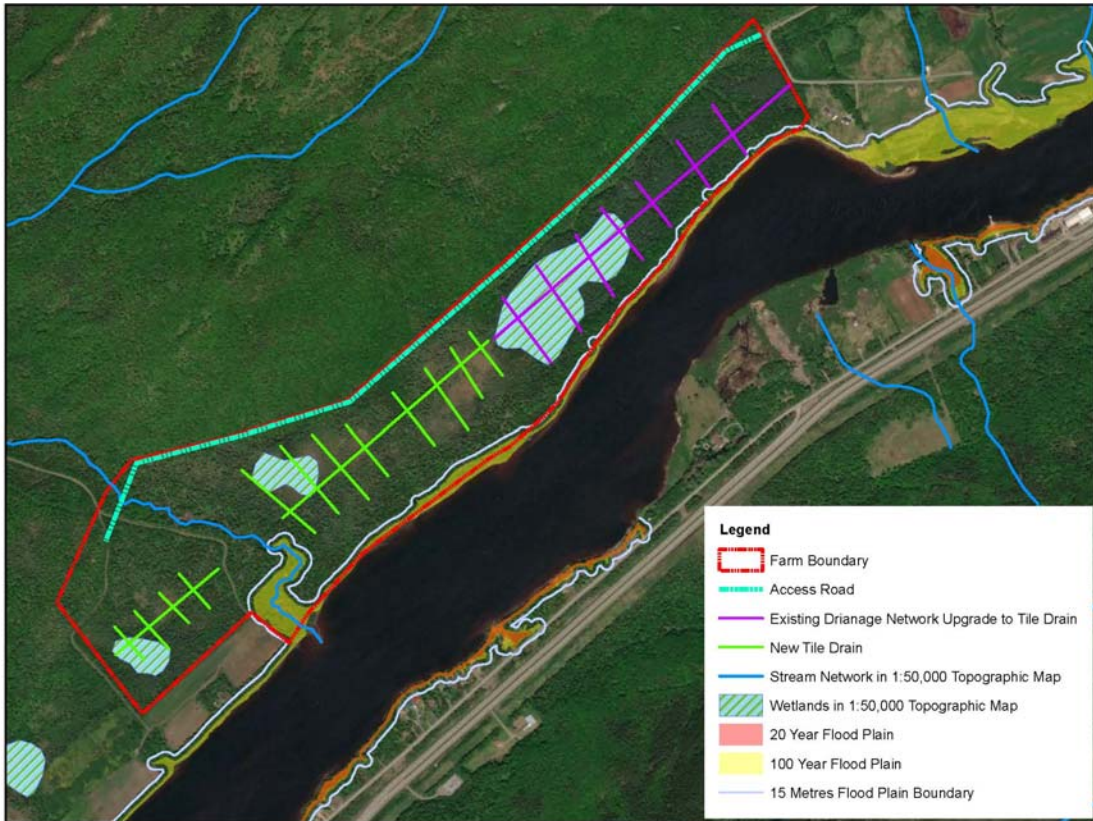 Legend
Farm Boundary
Access Road
Existing Drianage Network Upgrade to Tile Drain
New Tile Drain
Stream Network in 1:50,000 Topographic Map
Wetlands in 1:50,000 Topographic Map
20 Year Flood Plain
100 Year Flood Plain
15 Metres Flood Plain Boundary